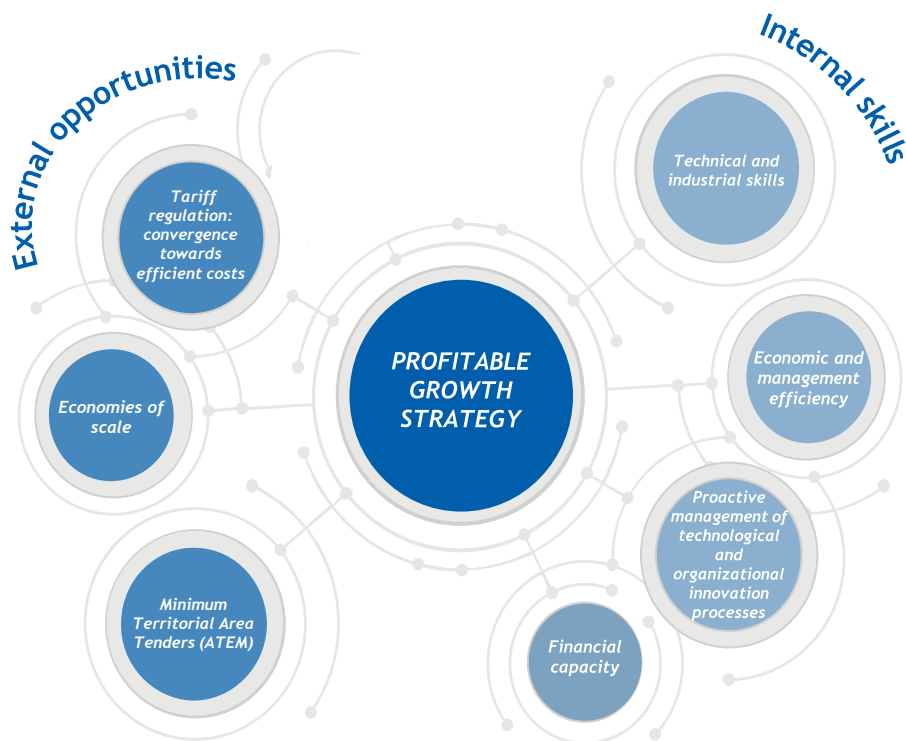 External opportunities
Internal skills
Tariff
regulation:
convergence
towards
efficient costs
Economies of
scale
Minimum
Territorial Area
Tenders (ATEM)
PROFITABLE
GROWTH
STRATEGY
Technical and
industrial skills
Economic and
management
efficiency
Proactive
management of
technological
and
organizational
innovation
processes
Financial
capacity